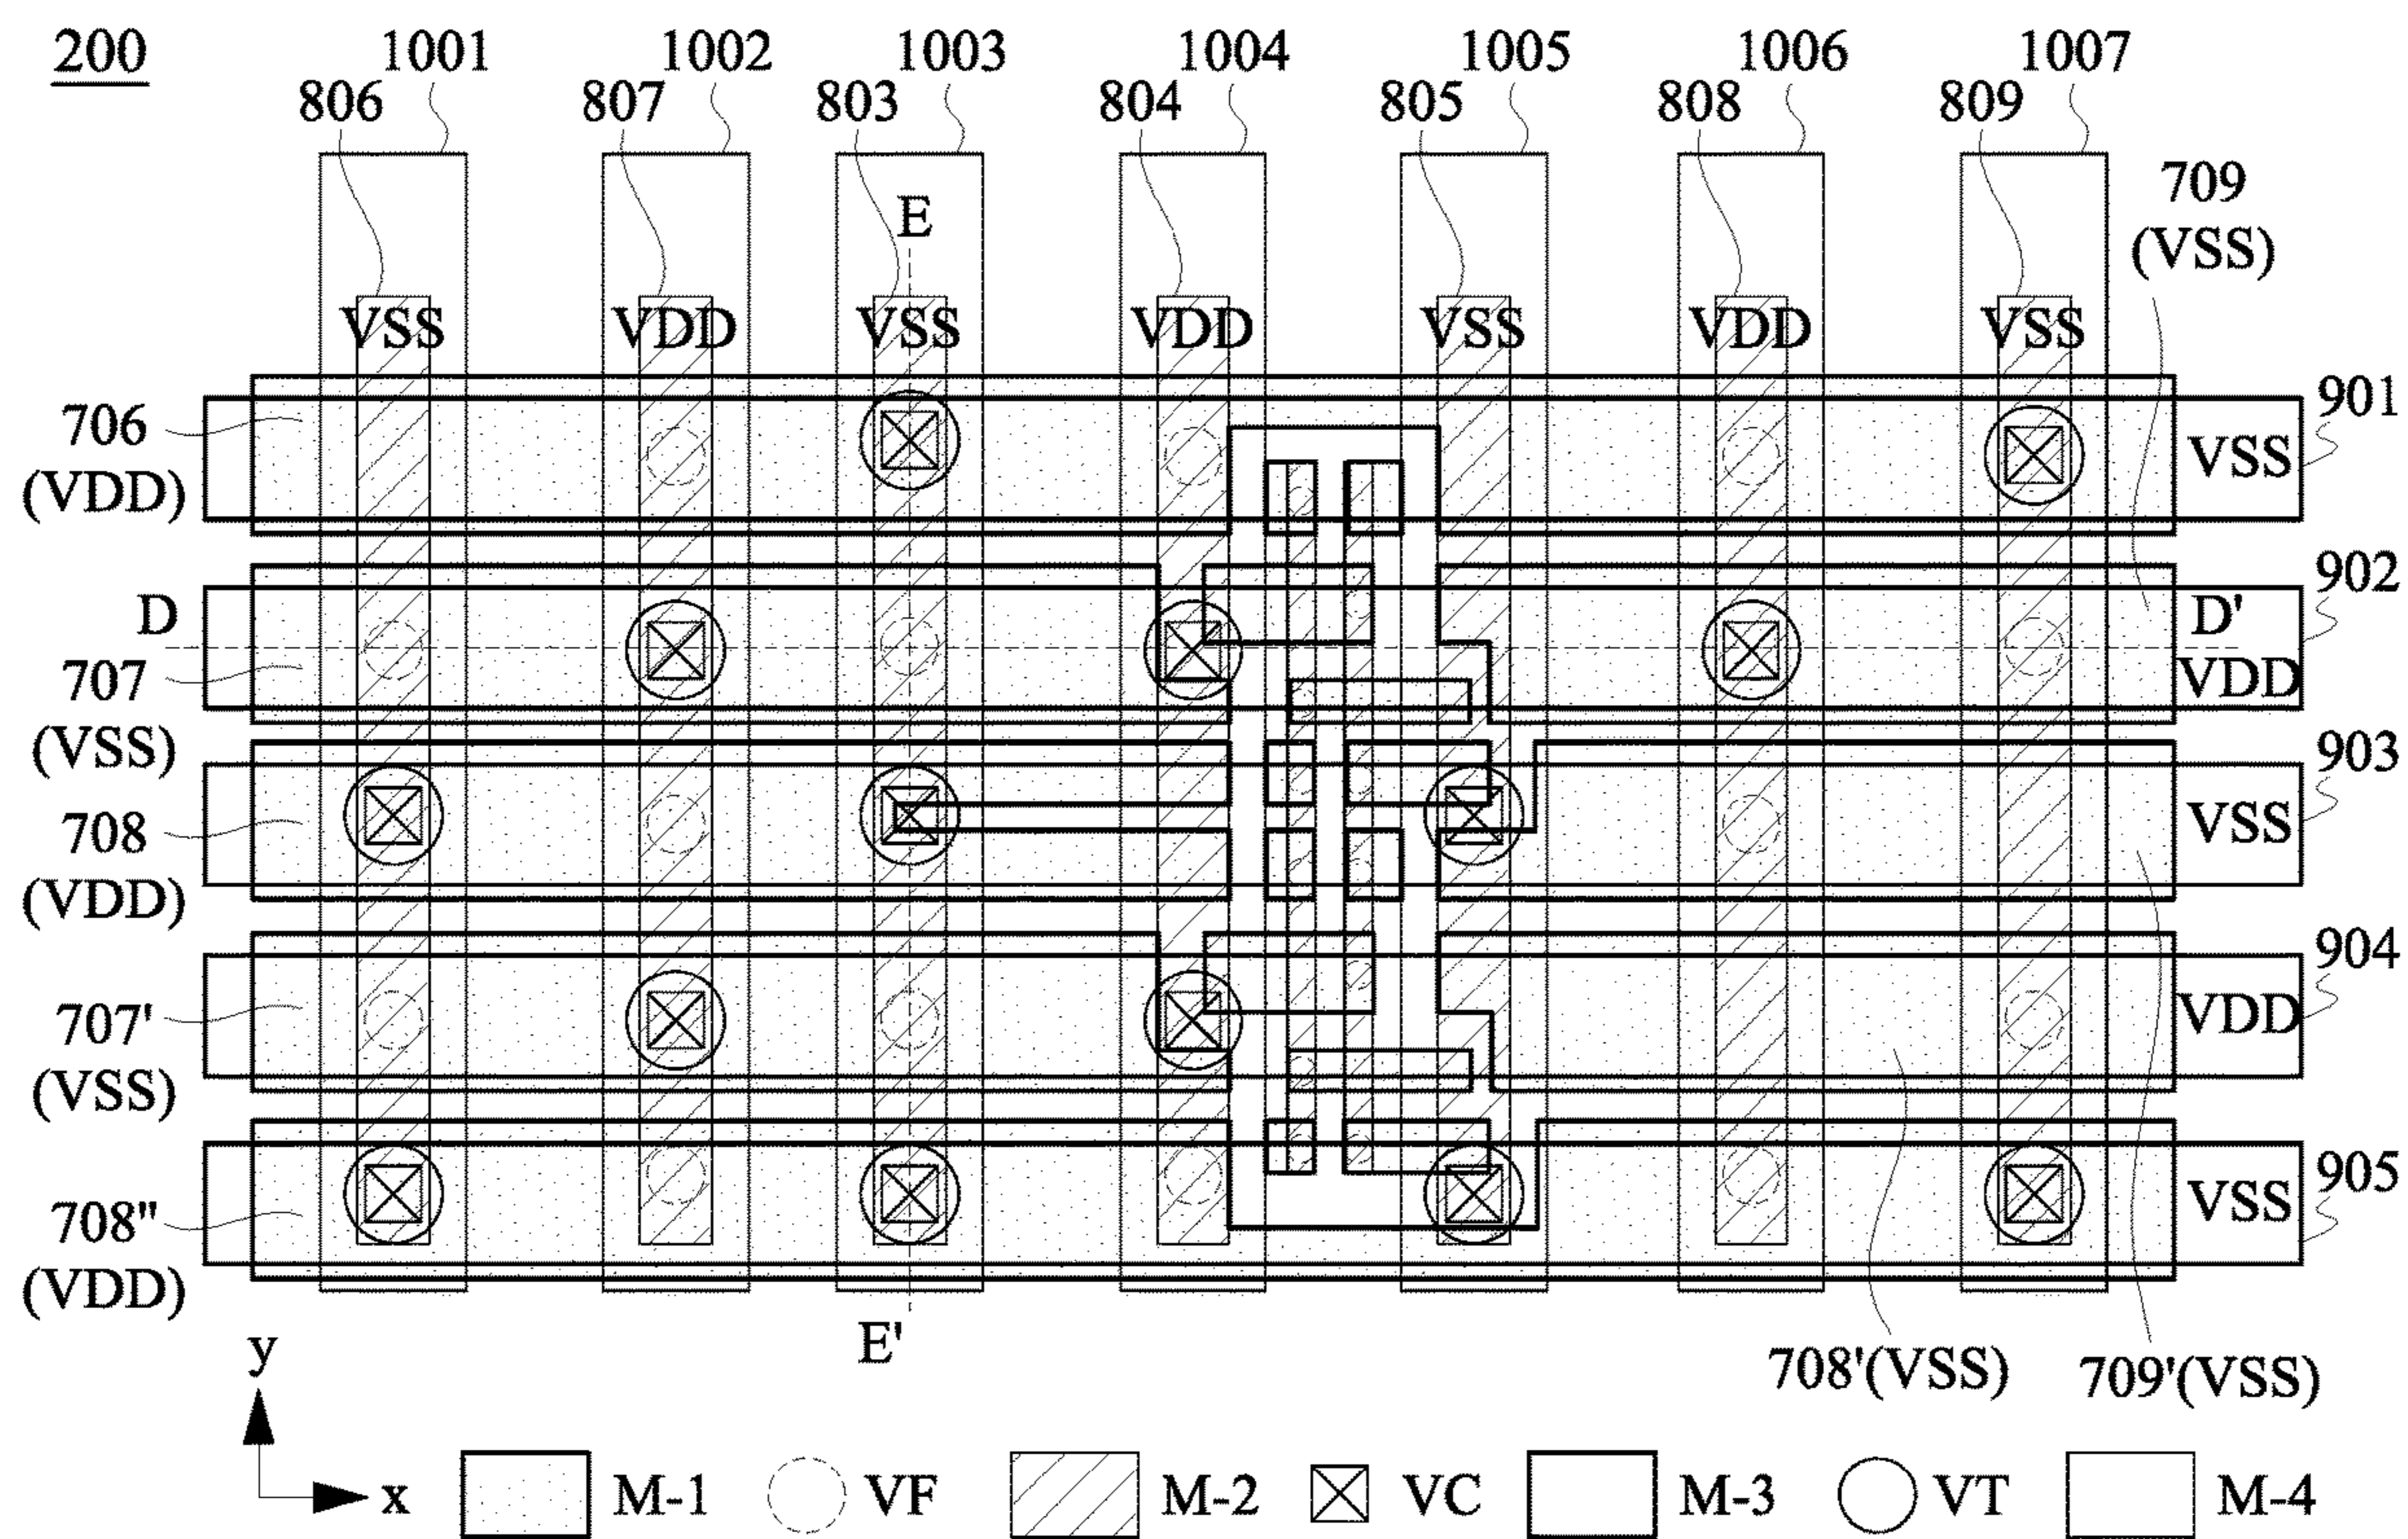 200
1001 1002 1003 1004 1005 1006 1007
806 807 803 804 805 808 809
709
(VSS)
E
VSS VDD VSS VDD VSS VDD VSS
706
(VDD)
VSS
901
D
D'
902
707
(VSS)
VDD
903
708
(VDD)
VSS
904
707'
(VSS)
VDD
905
708"
(VDD)
VSS
E'
708'(VSS)
709'(VSS)
y
x
M-1 VF M-2 VC M-3 VT M-4